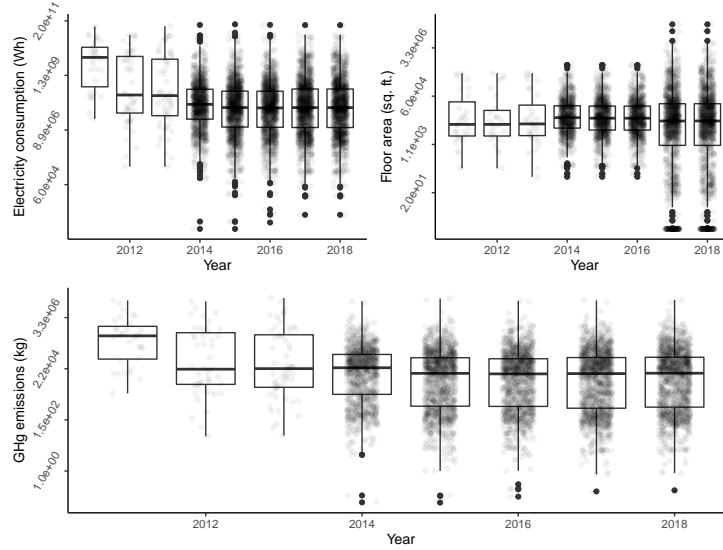 Electricity consumption (Wh)
2.0e+11
1.3e+09
8.9e+06
6.0e+04
2012
2014
2016
2018
Year
Floor area (sq. ft.)
3.3e+06
6.0e+04
1.1e+03
2.0e+01
2012
2014
2016
2018
Year
GHg emissions (kg)
3.3e+06
2.2e+04
1.5e+02
1.0e+00
2012
2014
2016
2018
Year